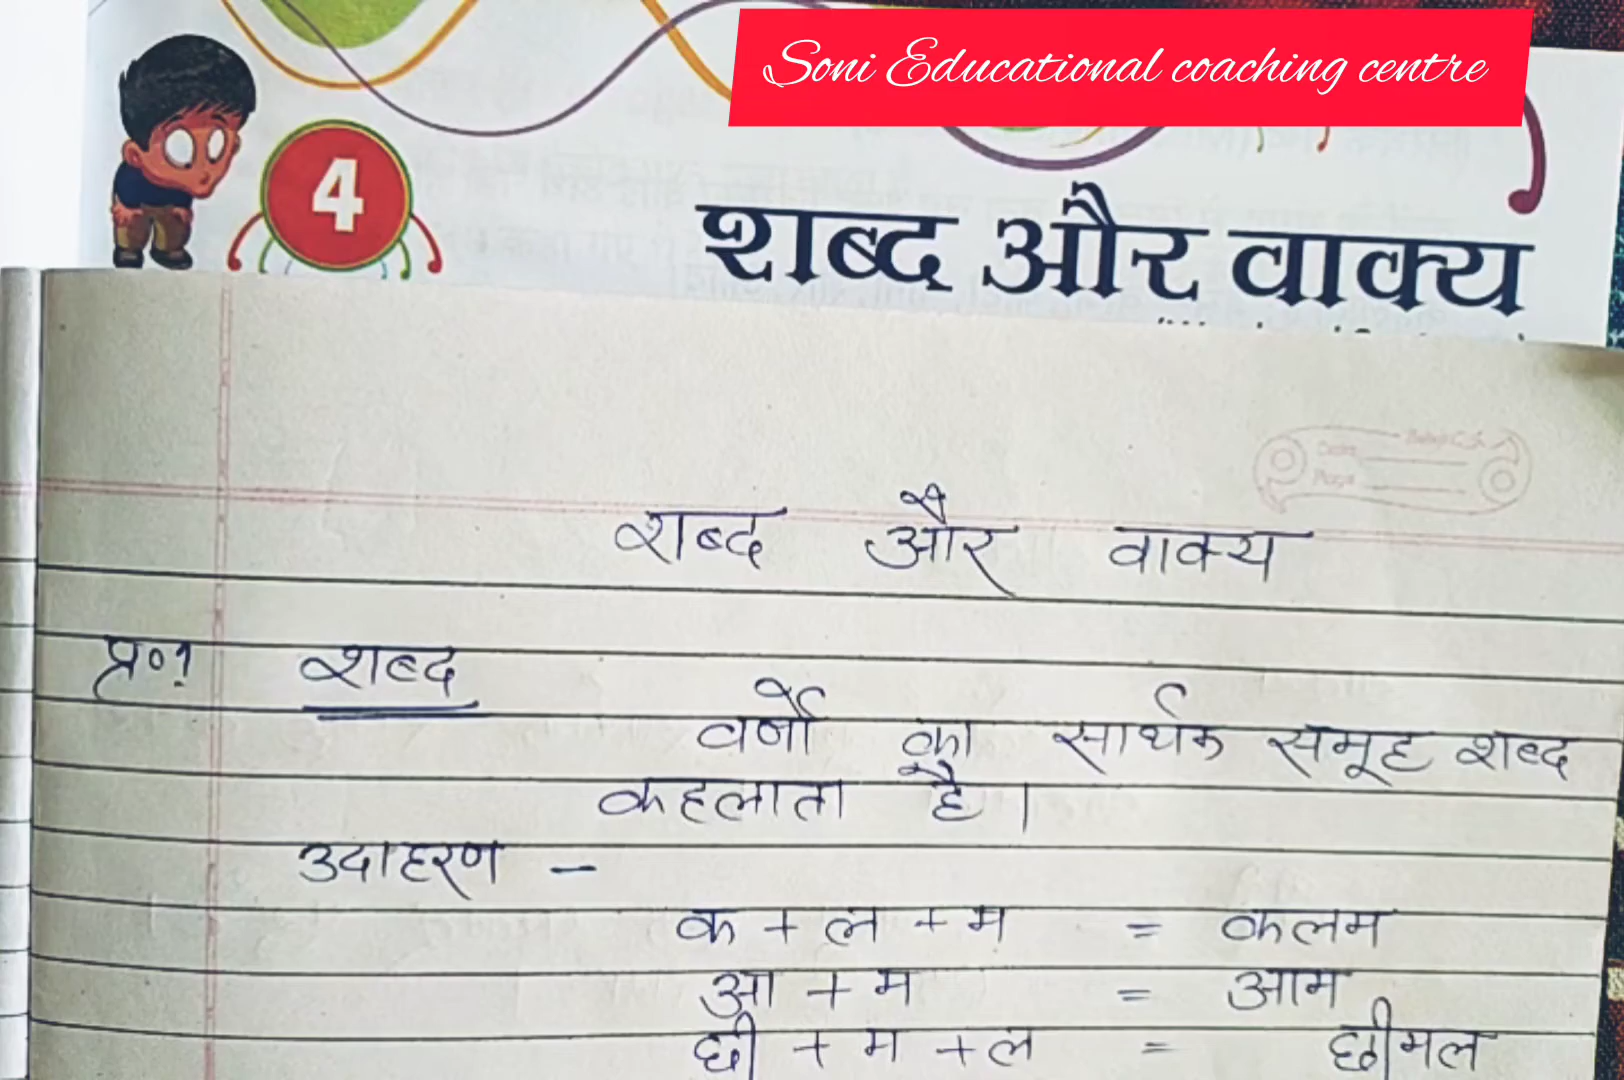 Soni Educational coaching centre
4
शब्द और वाक्य
शब्द और वाक्य
प्र०१ शब्द
वर्णो का सार्थक समूह शब्द
कहलाता है।
उदाहरण –
क + ल + म = कलम
आ + म = आम
छी + म + ल = छीमल